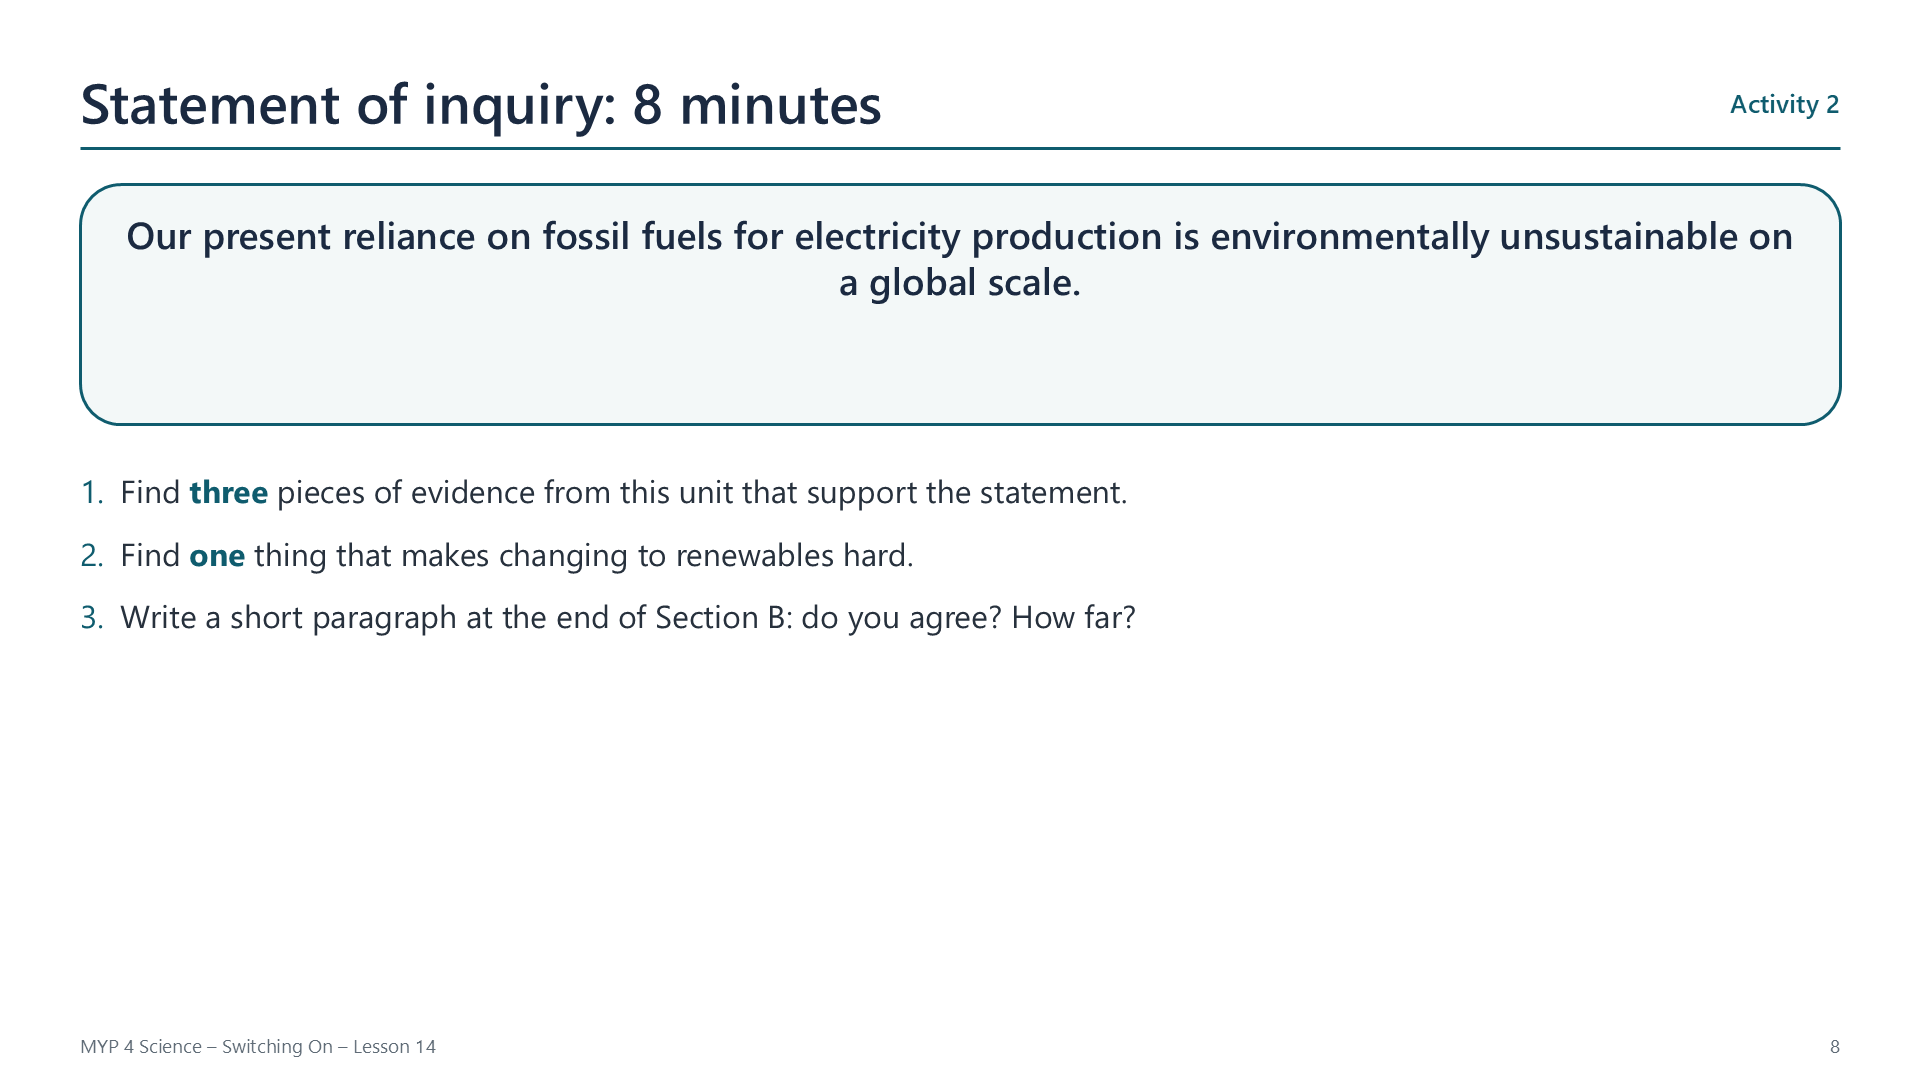 Statement of inquiry: 8 minutes
Activity 2
Our present reliance on fossil fuels for electricity production is environmentally unsustainable on
a global scale.
1. Find three pieces of evidence from this unit that support the statement.
2. Find one thing that makes changing to renewables hard.
3. Write a short paragraph at the end of Section B: do you agree? How far?
MYP 4 Science – Switching On – Lesson 14
8